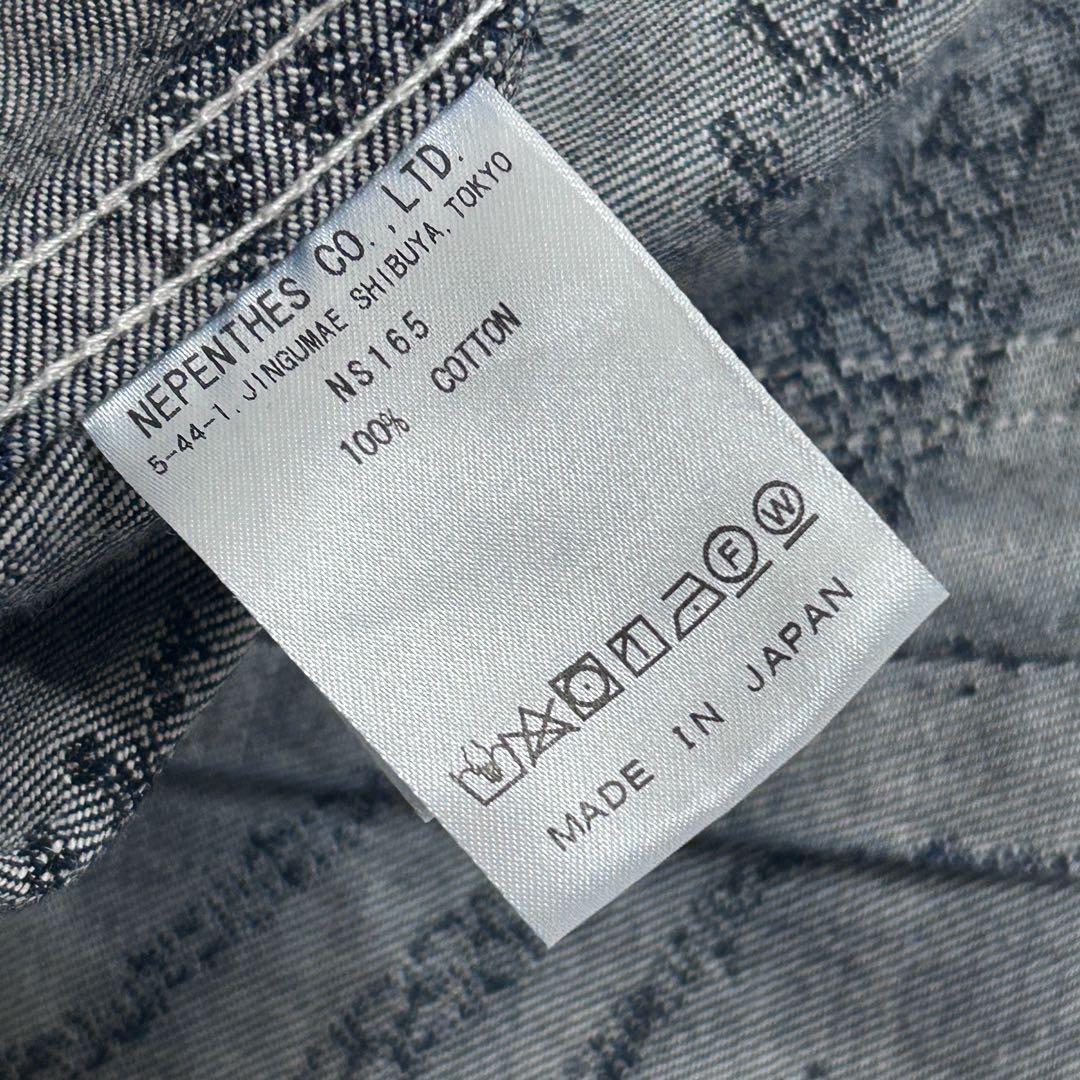 NEPENTHES CO.,LTD.
5-44-1,JINGUMAE SHIBUYA,TOKYO
NS165
100% COTTON
F W
MADE IN JAPAN